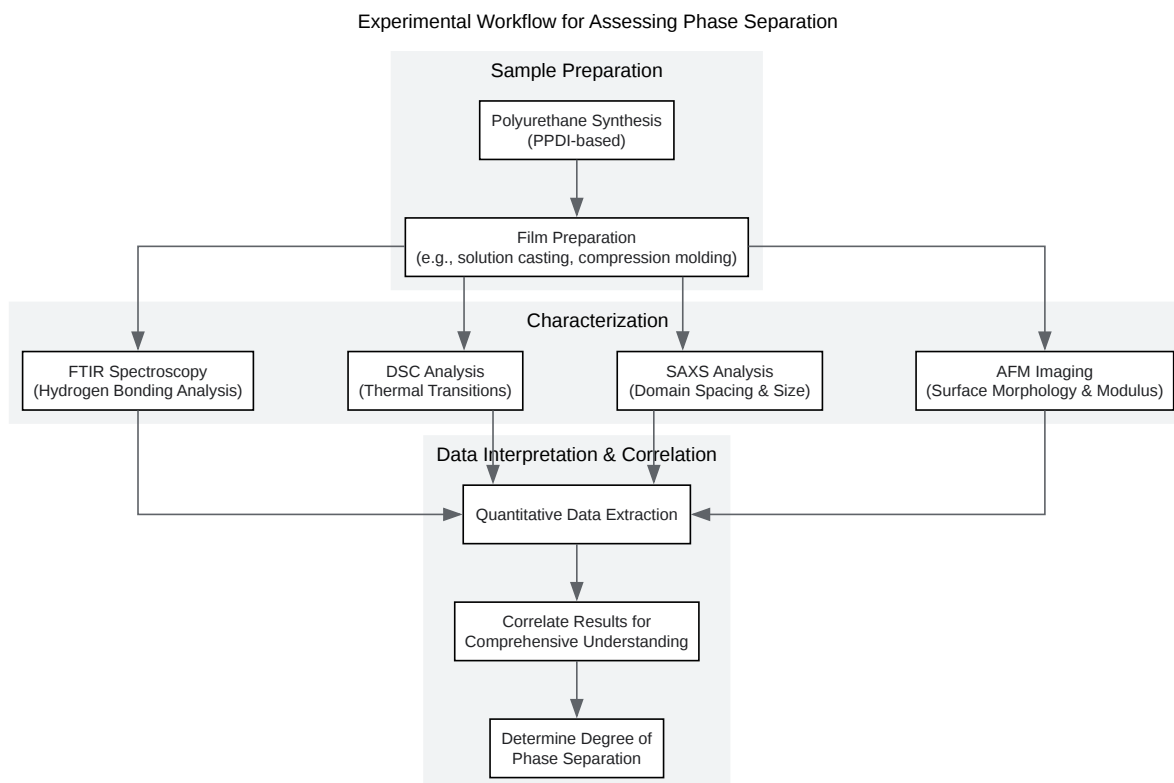 Experimental Workflow for Assessing Phase Separation
Sample Preparation
Polyurethane Synthesis
(PPDI-based)
Film Preparation
(e.g., solution casting, compression molding)
Characterization
FTIR Spectroscopy
(Hydrogen Bonding Analysis)
DSC Analysis
(Thermal Transitions)
SAXS Analysis
(Domain Spacing & Size)
AFM Imaging
(Surface Morphology & Modulus)
Data Interpretation & Correlation
Quantitative Data Extraction
Correlate Results for
Comprehensive Understanding
Determine Degree of
Phase Separation